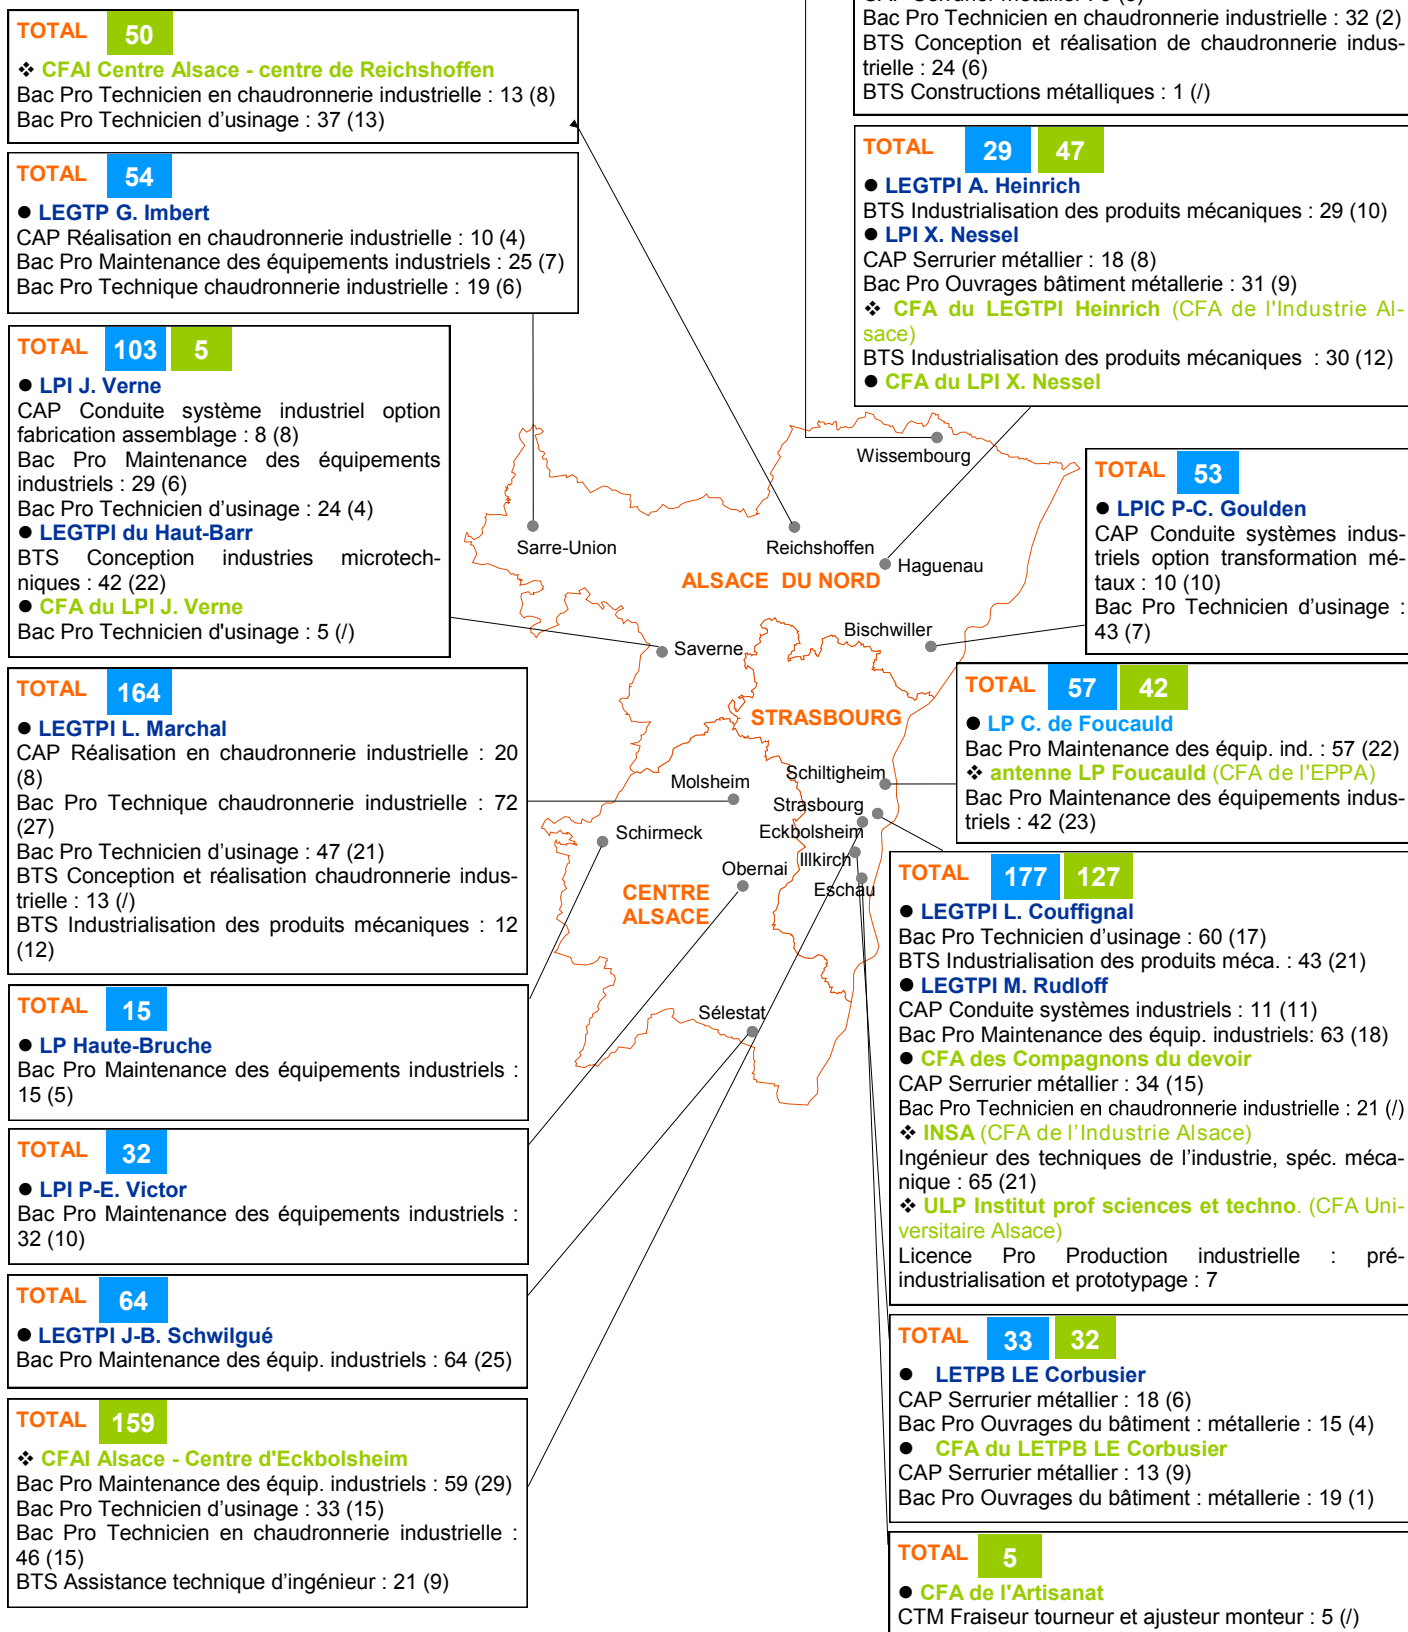 TOTAL 50
❖ CFAI Centre Alsace - centre de Reichshoffen
Bac Pro Technicien en chaudronnerie industrielle : 13 (8)
Bac Pro Technicien d’usinage : 37 (13)
TOTAL 54
● LEGTP G. Imbert
CAP Réalisation en chaudronnerie industrielle : 10 (4)
Bac Pro Maintenance des équipements industriels : 25 (7)
Bac Pro Technique chaudronnerie industrielle : 19 (6)
TOTAL 103 5
● LPI J. Verne
CAP Conduite système industriel option
fabrication assemblage : 8 (8)
Bac Pro Maintenance des équipements
industriels : 29 (6)
Bac Pro Technicien d’usinage : 24 (4)
● LEGTPI du Haut-Barr
BTS Conception industries microtech-
niques : 42 (22)
● CFA du LPI J. Verne
Bac Pro Technicien d'usinage : 5 (/)
TOTAL 164
● LEGTPI L. Marchal
CAP Réalisation en chaudronnerie industrielle : 20
(8)
Bac Pro Technique chaudronnerie industrielle : 72
(27)
Bac Pro Technicien d’usinage : 47 (21)
BTS Conception et réalisation chaudronnerie indus-
trielle : 13 (/)
BTS Industrialisation des produits mécaniques : 12
(12)
TOTAL 15
● LP Haute-Bruche
Bac Pro Maintenance des équipements industriels :
15 (5)
TOTAL 32
● LPI P-E. Victor
Bac Pro Maintenance des équipements industriels :
32 (10)
TOTAL 64
● LEGTPI J-B. Schwilgué
Bac Pro Maintenance des équip. industriels : 64 (25)
TOTAL 159
❖ CFAI Alsace - Centre d'Eckbolsheim
Bac Pro Maintenance des équip. industriels : 59 (29)
Bac Pro Technicien d’usinage : 33 (15)
Bac Pro Technicien en chaudronnerie industrielle :
46 (15)
BTS Assistance technique d’ingénieur : 21 (9)
Wissembourg
Sarre-Union
Reichshoffen
Haguenau
ALSACE DU NORD
Bischwiller
Saverne
STRASBOURG
Schiltigheim
Molsheim
Strasbourg
Schirmeck
Eckbolsheim
Illkirch
Obernai
Eschau
CENTRE
ALSACE
Sélestat
Bac Pro Technicien en chaudronnerie industrielle : 32 (2)
BTS Conception et réalisation de chaudronnerie indus-
trielle : 24 (6)
BTS Constructions métalliques : 1 (/)
TOTAL 29 47
● LEGTPI A. Heinrich
BTS Industrialisation des produits mécaniques : 29 (10)
● LPI X. Nessel
CAP Serrurier métallier : 18 (8)
Bac Pro Ouvrages bâtiment métallerie : 31 (9)
❖ CFA du LEGTPI Heinrich (CFA de l'Industrie Al-
sace)
BTS Industrialisation des produits mécaniques : 30 (12)
● CFA du LPI X. Nessel
TOTAL 53
● LPIC P-C. Goulden
CAP Conduite systèmes indus-
triels option transformation mé-
taux : 10 (10)
Bac Pro Technicien d’usinage :
43 (7)
TOTAL 57 42
● LP C. de Foucauld
Bac Pro Maintenance des équip. ind. : 57 (22)
❖ antenne LP Foucauld (CFA de l'EPPA)
Bac Pro Maintenance des équipements indus-
triels : 42 (23)
TOTAL 177 127
● LEGTPI L. Couffignal
Bac Pro Technicien d’usinage : 60 (17)
BTS Industrialisation des produits méca. : 43 (21)
● LEGTPI M. Rudloff
CAP Conduite systèmes industriels : 11 (11)
Bac Pro Maintenance des équip. industriels: 63 (18)
● CFA des Compagnons du devoir
CAP Serrurier métallier : 34 (15)
Bac Pro Technicien en chaudronnerie industrielle : 21 (/)
❖ INSA (CFA de l’Industrie Alsace)
Ingénieur des techniques de l’industrie, spéc. méca-
nique : 65 (21)
❖ ULP Institut prof sciences et techno. (CFA Uni-
versitaire Alsace)
Licence Pro Production industrielle : pré-
industrialisation et prototypage : 7
TOTAL 33 32
● LETPB LE Corbusier
CAP Serrurier métallier : 18 (6)
Bac Pro Ouvrages du bâtiment : métallerie : 15 (4)
● CFA du LETPB LE Corbusier
CAP Serrurier métallier : 13 (9)
Bac Pro Ouvrages du bâtiment : métallerie : 19 (1)
TOTAL 5
● CFA de l'Artisanat
CTM Fraiseur tourneur et ajusteur monteur : 5 (/)